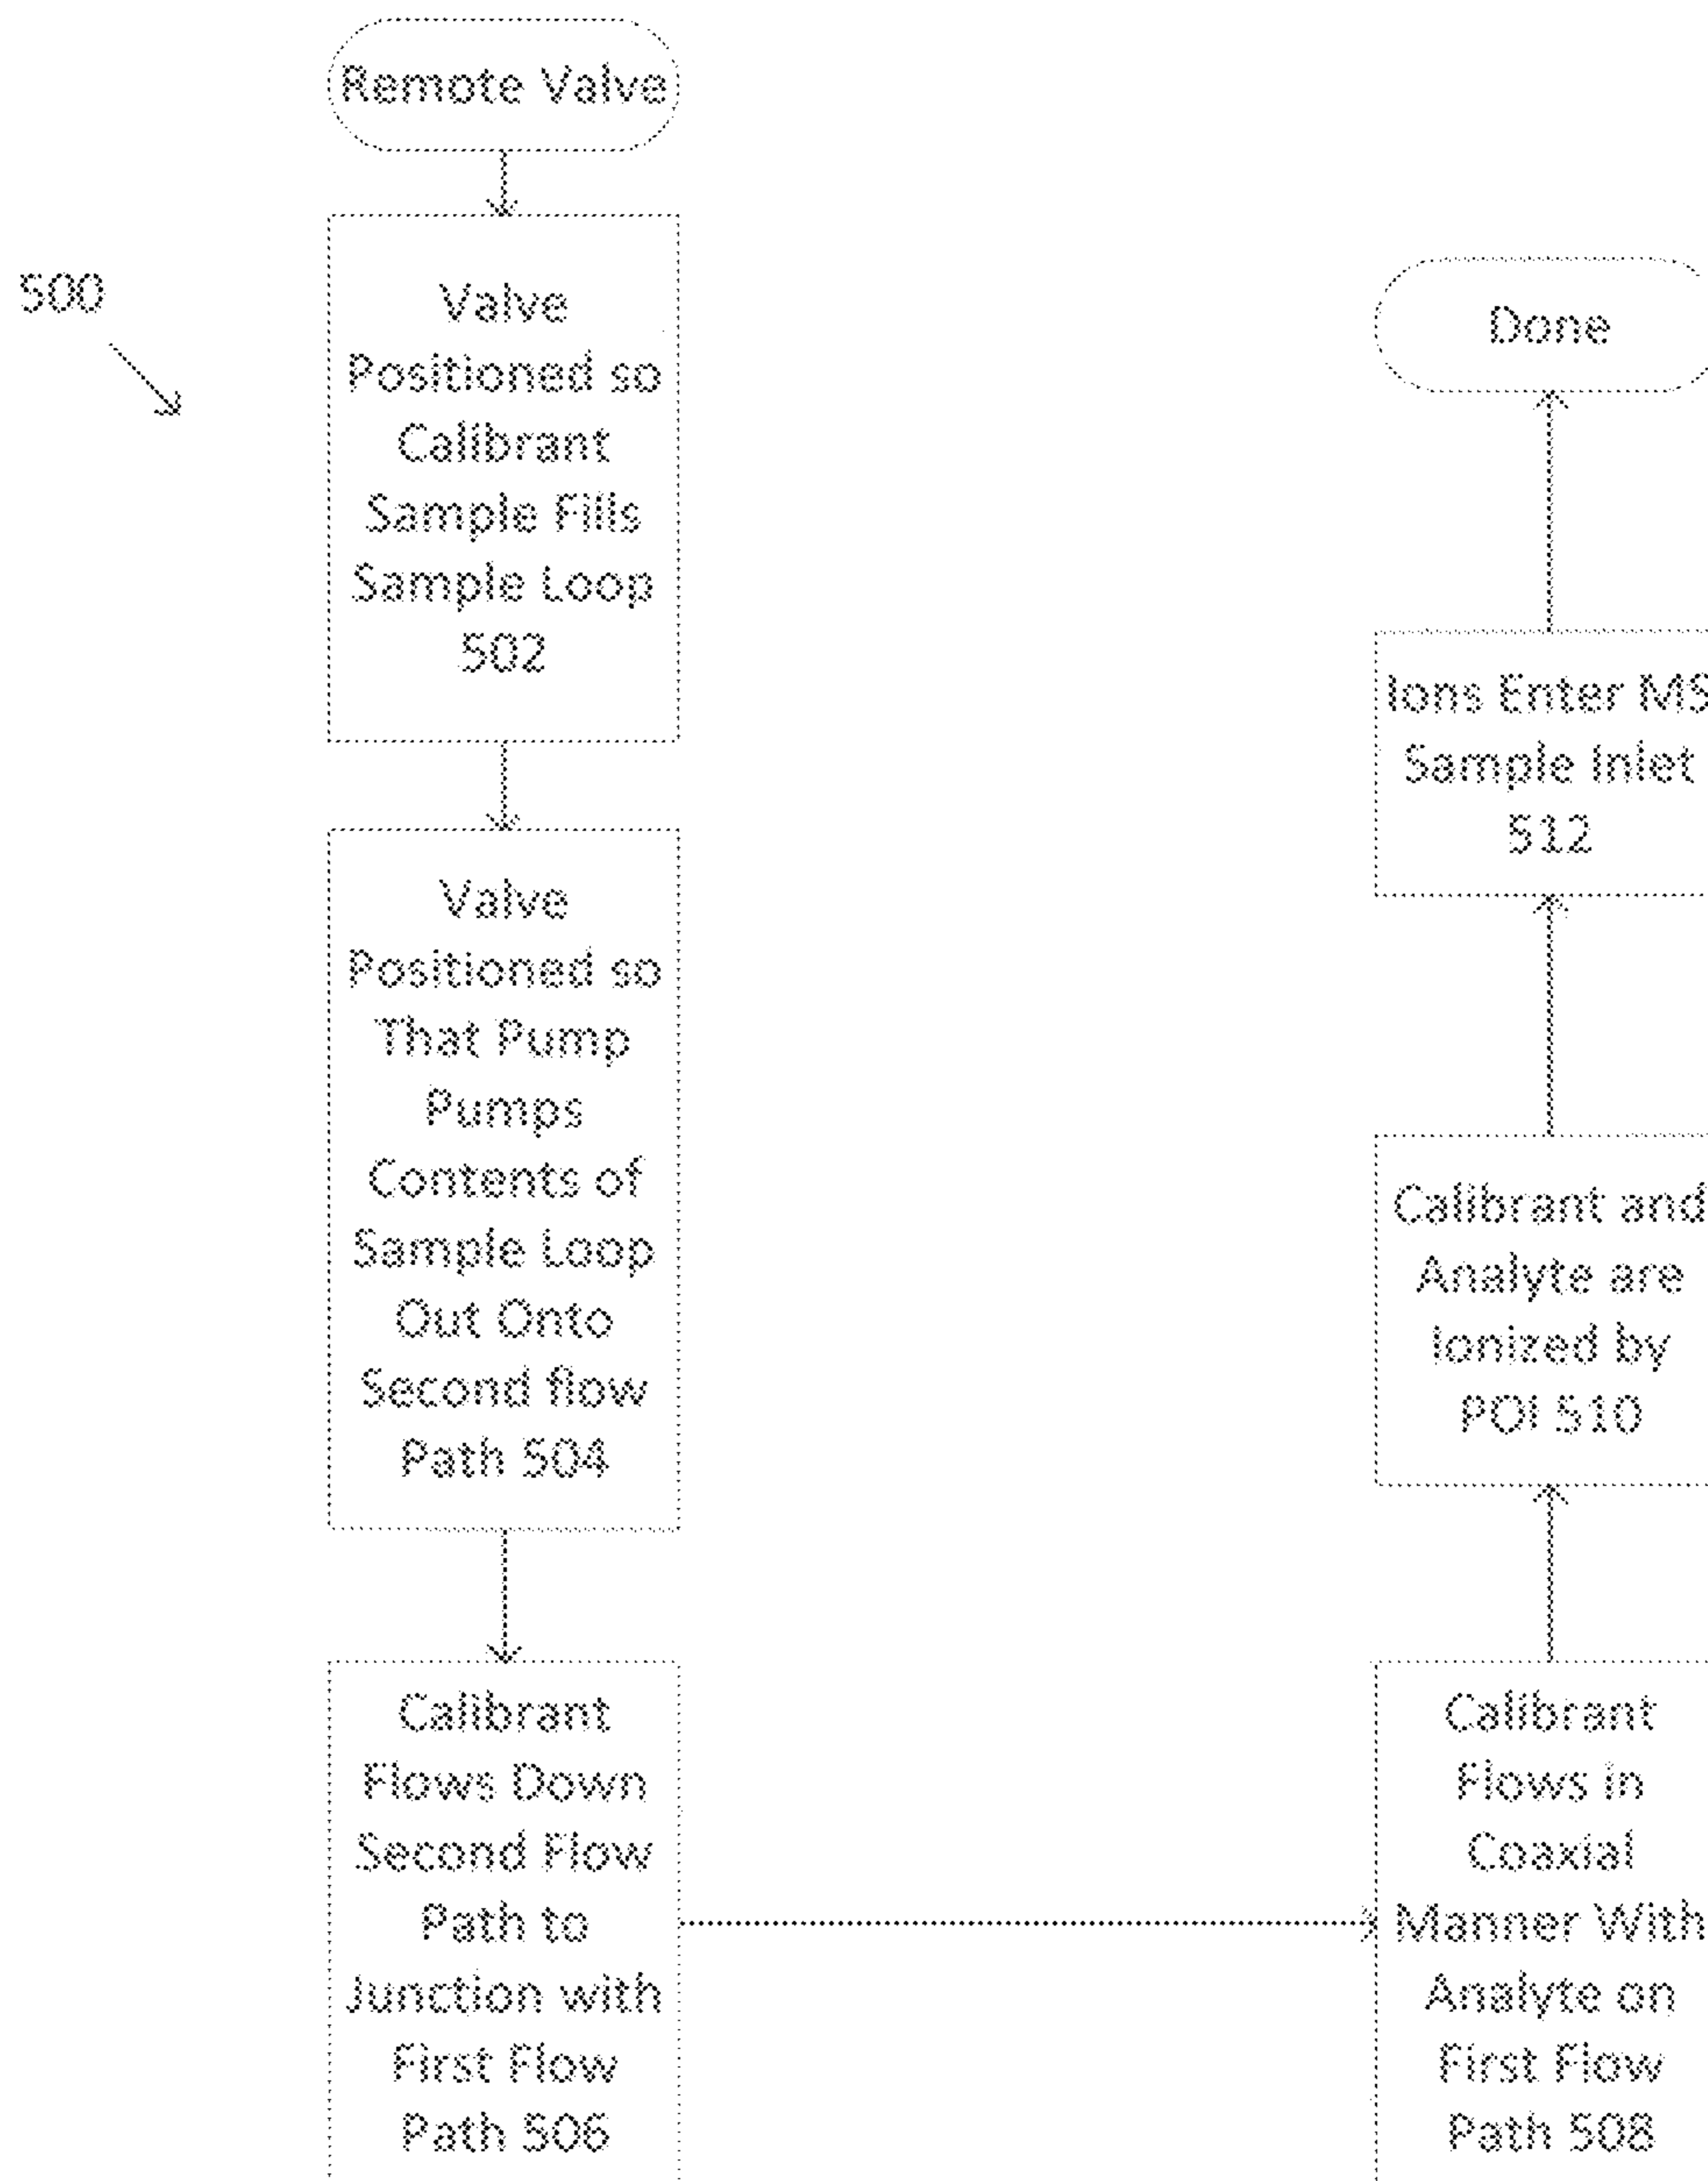 Remote Valve
500
Valve
Positioned so
Calibrant
Sample Fills
Sample Loop
502
Valve
Positioned so
That Pump
Pumps
Contents of
Sample Loop
Out Onto
Second flow
Path 504
Calibrant
Flows Down
Second Flow
Path to
Junction with
First Flow
Path 506
Calibrant
Flows in
Coaxial
Manner With
Analyte on
First Flow
Path 508
Calibrant and
Analyte are
Ionized by
POI 510
Ions Enter MS
Sample Inlet
512
Done